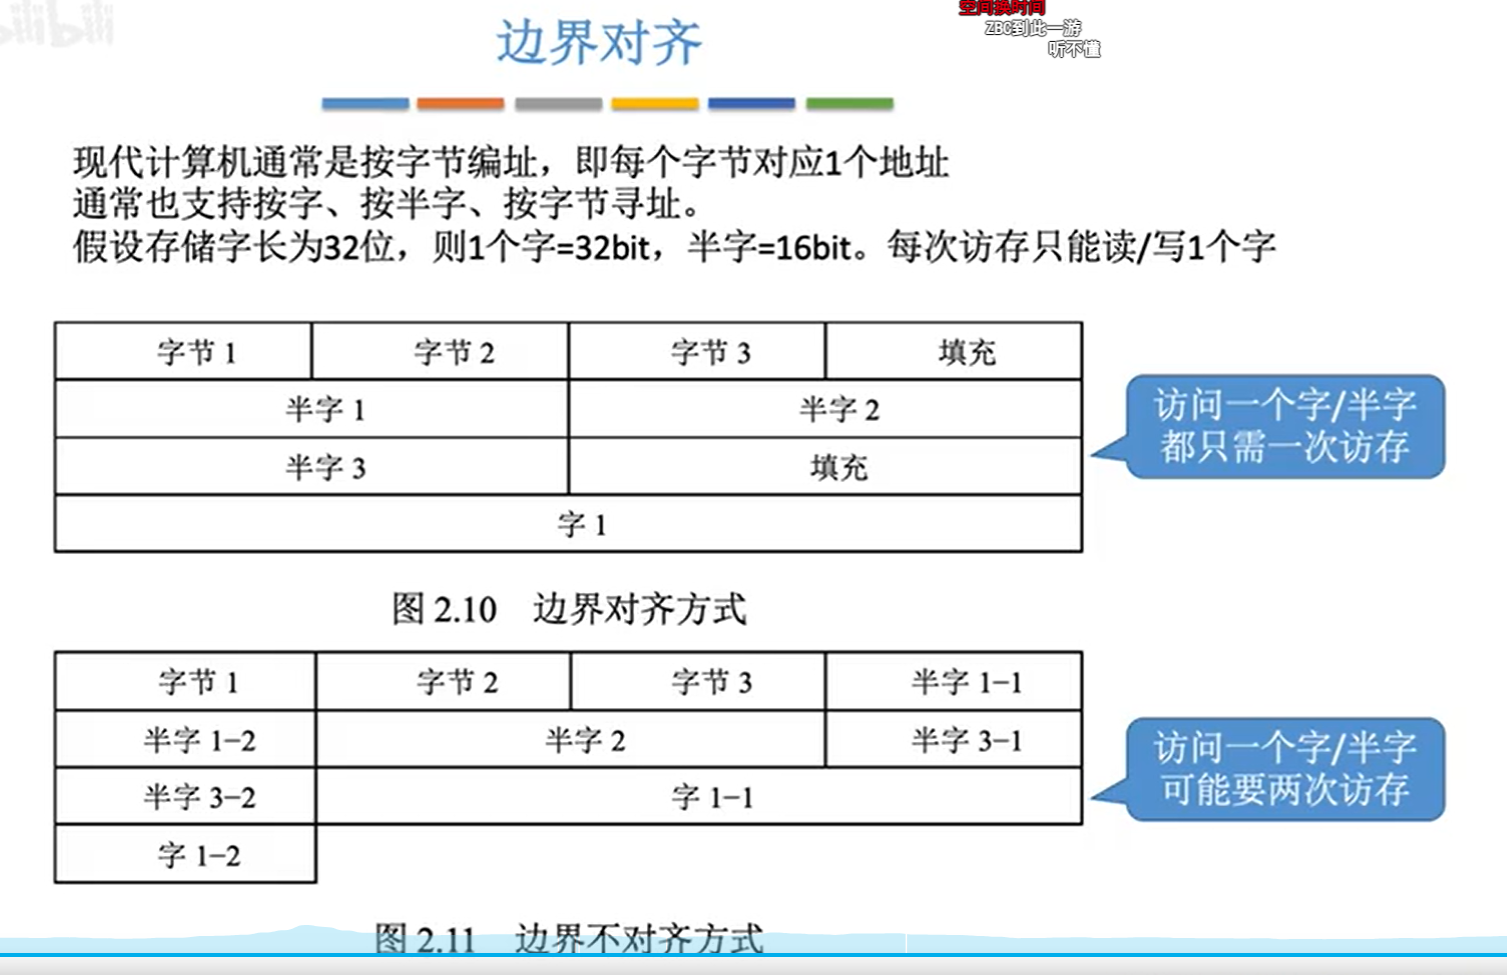 bilibili
空间换时间
ZBC到此一游
听不懂
边界对齐
现代计算机通常是按字节编址，即每个字节对应1个地址
通常也支持按字、按半字、按字节寻址。
假设存储字长为32位，则1个字=32bit，半字=16bit。每次访存只能读/写1个字
字节 1 字节 2 字节 3 填充
半字 1 半字 2
半字 3 填充
字 1
访问一个字/半字
都只需一次访存
图 2.10 边界对齐方式
字节 1 字节 2 字节 3 半字 1−1
半字 1−2 半字 2 半字 3−1
半字 3−2 字 1−1
字 1−2
访问一个字/半字
可能要两次访存
图 2.11 边界不对齐方式